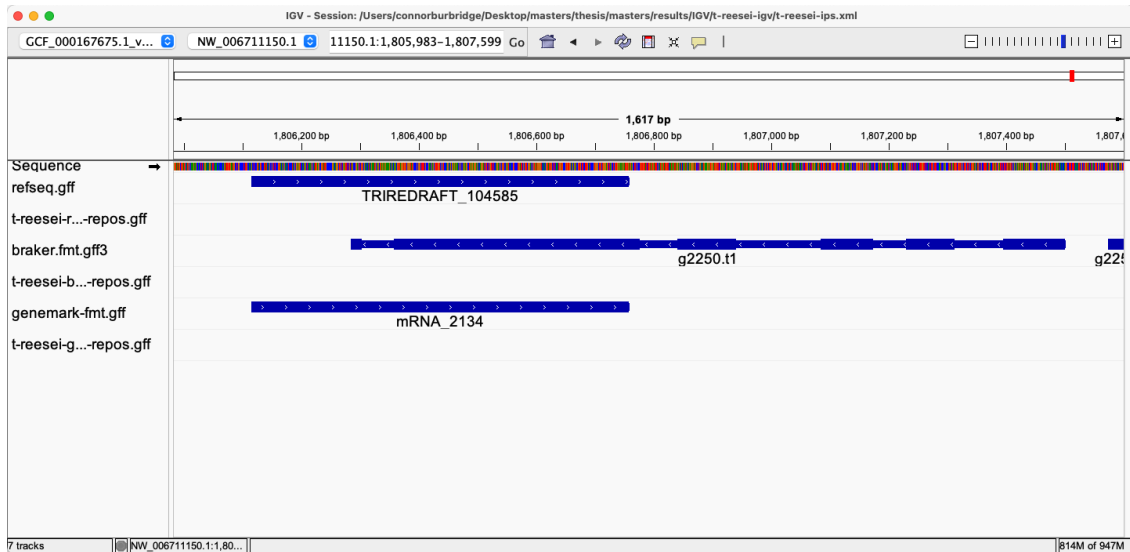 IGV - Session: /Users/connorburbridge/Desktop/masters/thesis/masters/results/IGV/t-reesei-igv/t-reesei-ips.xml
GCF_000167675.1_v... NW_006711150.1 11150.1:1,805,983-1,807,599 Go
1,617 bp
1,806,200 bp 1,806,400 bp 1,806,600 bp 1,806,800 bp 1,807,000 bp 1,807,200 bp 1,807,400 bp 1,807,
Sequence
refseq.gff
TRIREDRAFT_104585
t-reesei-r...-repos.gff
braker.fmt.gff3
g2250.t1 g225
t-reesei-b...-repos.gff
genemark-fmt.gff
mRNA_2134
t-reesei-g...-repos.gff
7 tracks NW_006711150.1:1,80... 814M of 947M